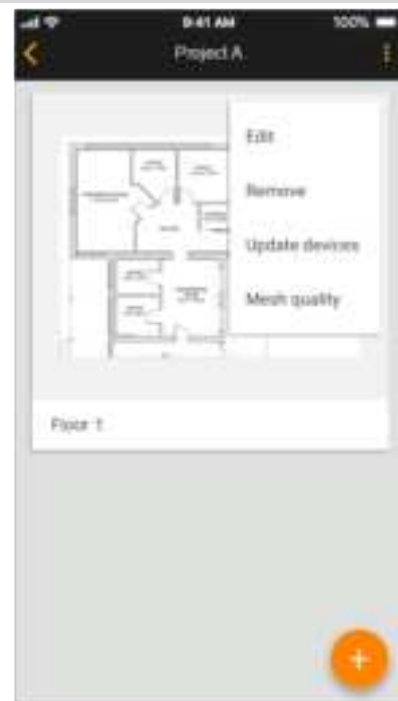 9:41 AM
100%
Project A
Edit
Remove
Update devices
Mesh quality
Floor 1
+